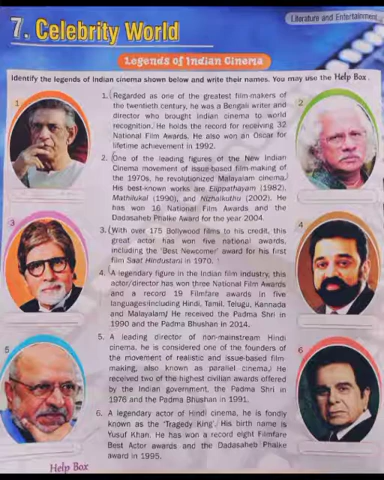 Literature and Entertainment
7. Celebrity World
Legends of Indian Cinema
Identify the legends of Indian cinema shown below and write their names. You may use the Help Box.
1
1. Regarded as one of the greatest film-makers of
the twentieth century, he was a Bengali writer and
director who brought Indian cinema to world
recognition. He holds the record for receiving 32
National Film Awards. He also won an Oscar for
lifetime achievement in 1992.
2
2. One of the leading figures of the New Indian
Cinema movement of issue-based film-making of
the 1970s, he revolutionized Malayalam cinema.
His best-known works are Elippathayam (1982),
Mathilukal (1990), and Nizhalkuthu (2002). He
has won 16 National Film Awards and the
Dadasaheb Phalke Award for the year 2004.
3
3. With over 175 Bollywood films to his credit, this
great actor has won five national awards,
including the 'Best Newcomer' award for his first
film Saat Hindustani in 1970.
4
4. A legendary figure in the Indian film industry, this
actor/director has won three National Film Awards
and a record 19 Filmfare awards in five
languages(including Hindi, Tamil, Telugu, Kannada
and Malayalam) He received the Padma Shri in
1990 and the Padma Bhushan in 2014.
5
5. A leading director of non-mainstream Hindi
cinema, he is considered one of the founders of
the movement of realistic and issue-based film-
making, also known as parallel cinema. He
received two of the highest civilian awards offered
by the Indian government, the Padma Shri in
1976 and the Padma Bhushan in 1991.
6
6. A legendary actor of Hindi cinema, he is fondly
known as the 'Tragedy King'. His birth name is
Yusuf Khan. He has won a record eight Filmfare
Best Actor awards and the Dadasaheb Phalke
award in 1995.
Help Box